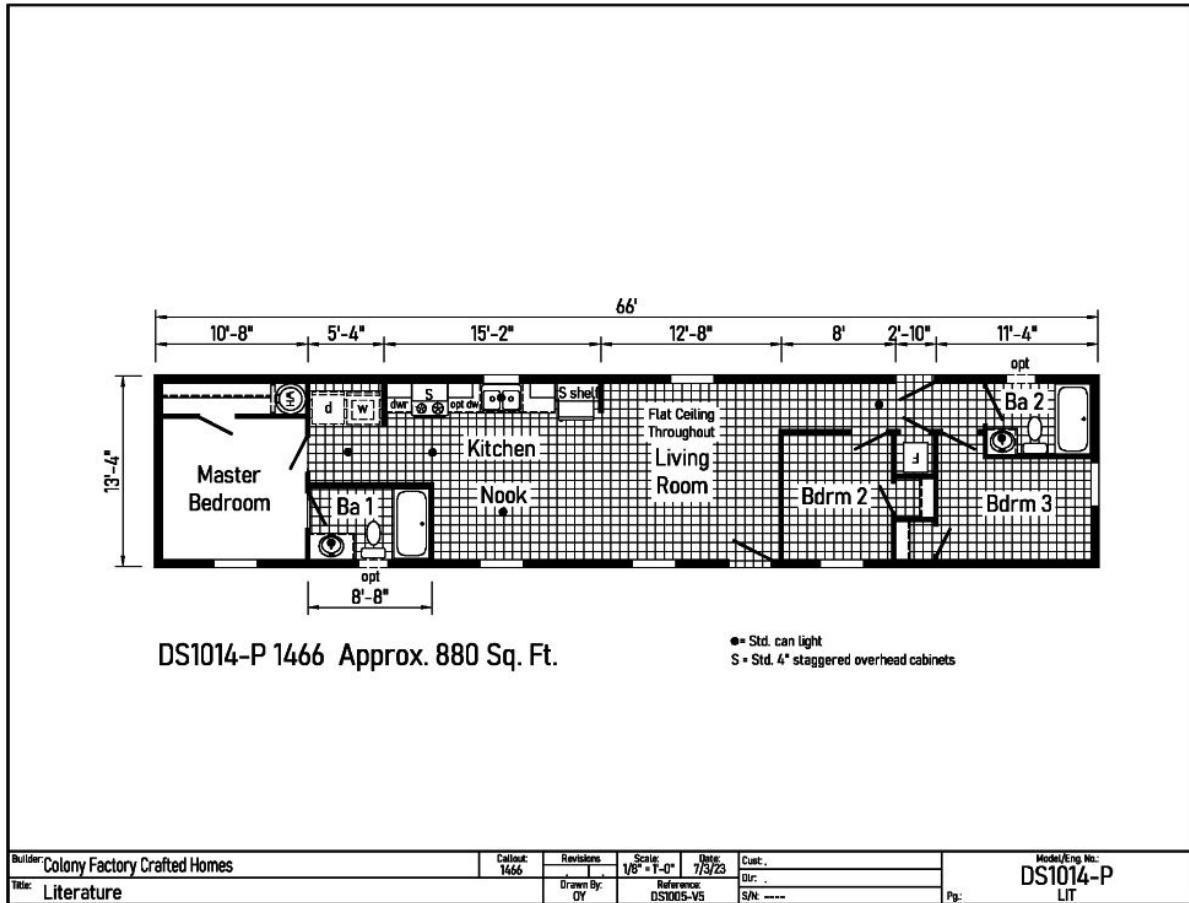 66'
10'-8"
5'-4"
15'-2"
12'-8"
8'
2'-10"
11'-4"
opt
13'-4"
WH
d
w
dwr
S
opt dw
S shelf
Flat Ceiling
Throughout
Living
Room
Kitchen
Nook
Master
Bedroom
Ba 1
opt
8'-8"
Bdrm 2
F
Ba 2
Bdrm 3
DS1014-P 1466 Approx. 880 Sq. Ft.
●= Std. can light
S = Std. 4" staggered overhead cabinets
Builder: Colony Factory Crafted Homes
Title: Literature
Callout:
1466
Revisions
Scale:
1/8" = 1'-0"
Date:
7/3/23
Drawn By:
OY
Reference:
DS1005-V5
Cust: .
Dlr: .
S/N: ----
Model/Eng. No.:
DS1014-P
Pg.: LIT